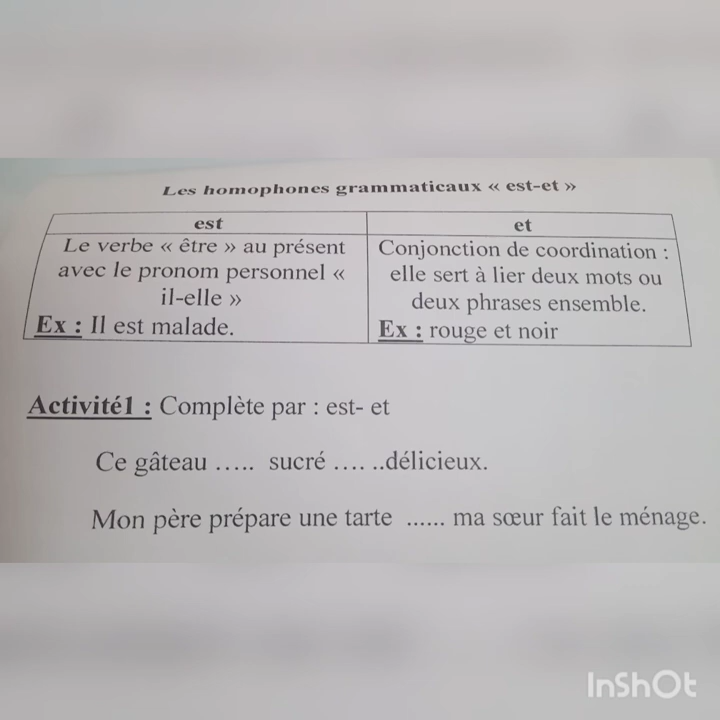 Les homophones grammaticaux « est-et »
est
et
Le verbe « être » au présent
avec le pronom personnel «
il-elle »
Ex : Il est malade.
Conjonction de coordination :
elle sert à lier deux mots ou
deux phrases ensemble.
Ex : rouge et noir
Activité1 : Complète par : est- et
Ce gâteau ..... sucré .... ..délicieux.
Mon père prépare une tarte ...... ma sœur fait le ménage.
InShOt